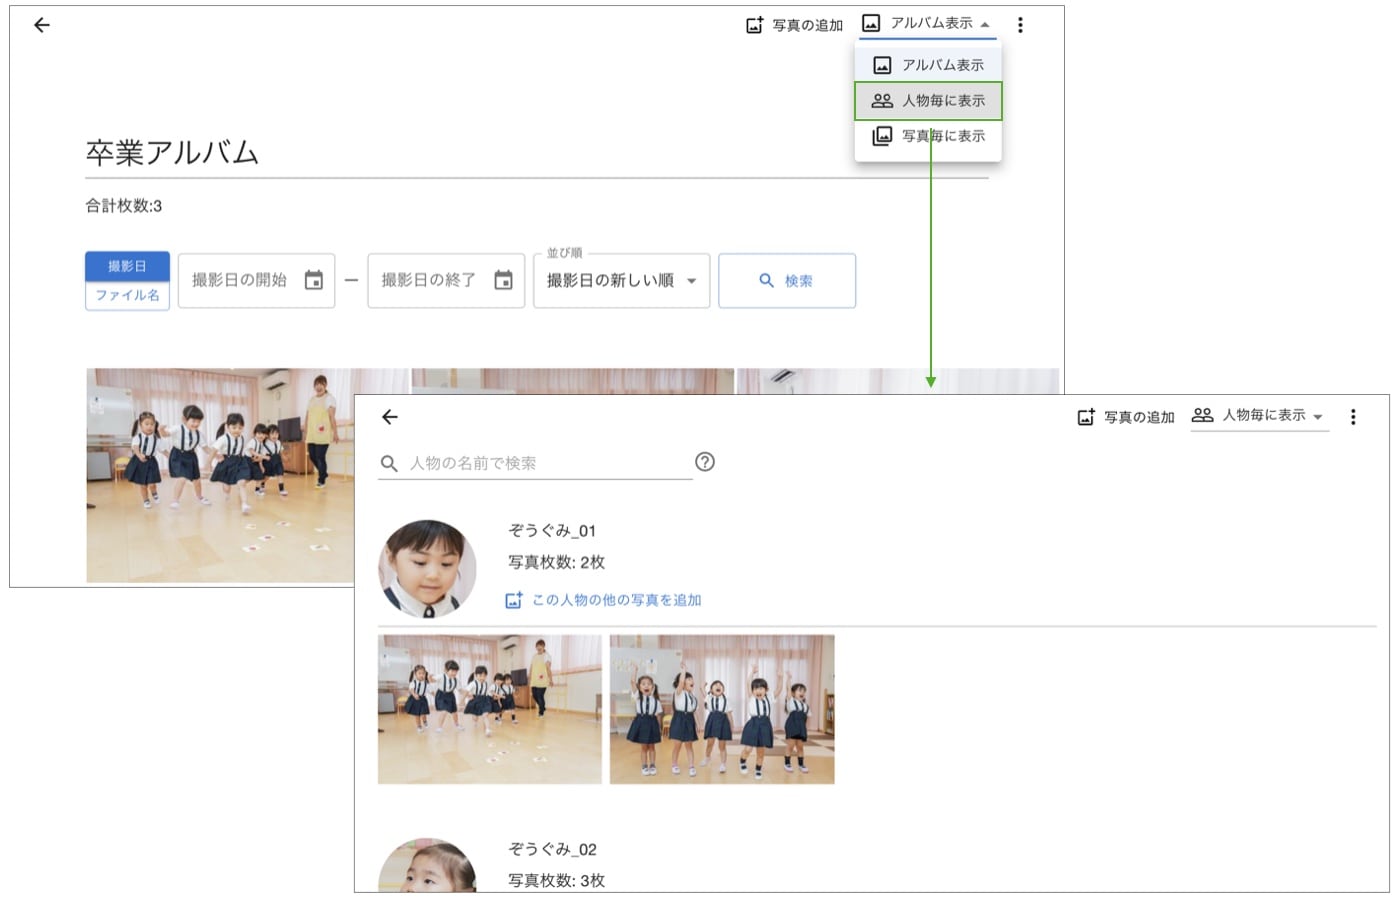 写真の追加
アルバム表示
アルバム表示
人物毎に表示
写真毎に表示
卒業アルバム
合計枚数:3
撮影日
ファイル名
撮影日の開始
—
撮影日の終了
並び順
撮影日の新しい順
検索
写真の追加
人物毎に表示
人物の名前で検索
?
ぞうぐみ_01
写真枚数: 2枚
この人物の他の写真を追加
ぞうぐみ_02
写真枚数: 3枚